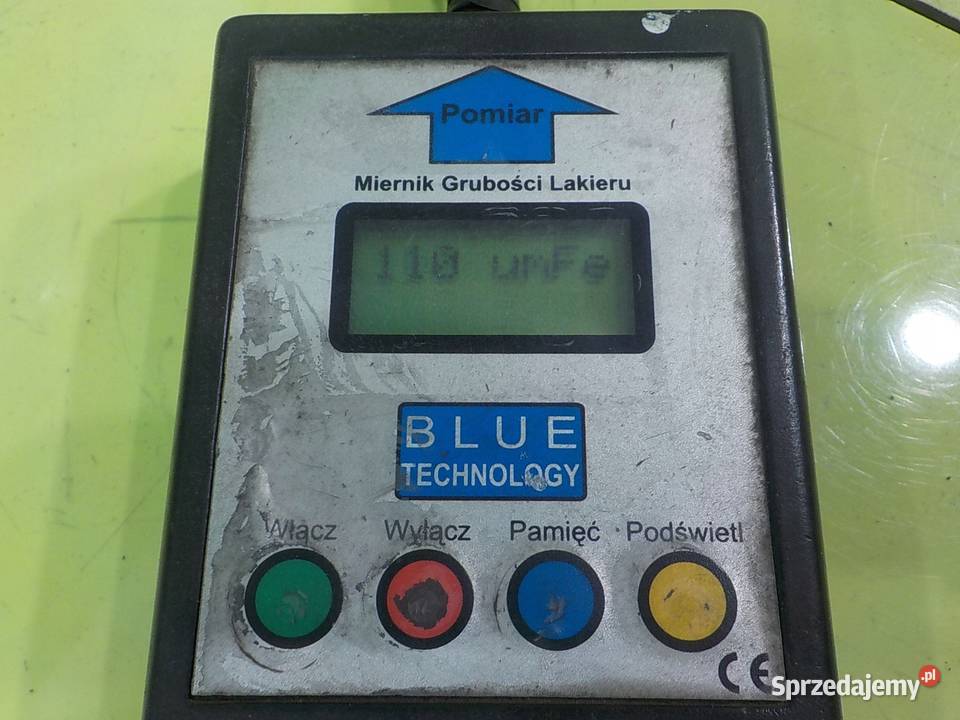 Pomiar
Miernik Grubości Lakieru
110 umFe
BLUE
TECHNOLOGY
Włącz Wyłącz Pamięć Podświetl
CE
Sprzedajemy.pl